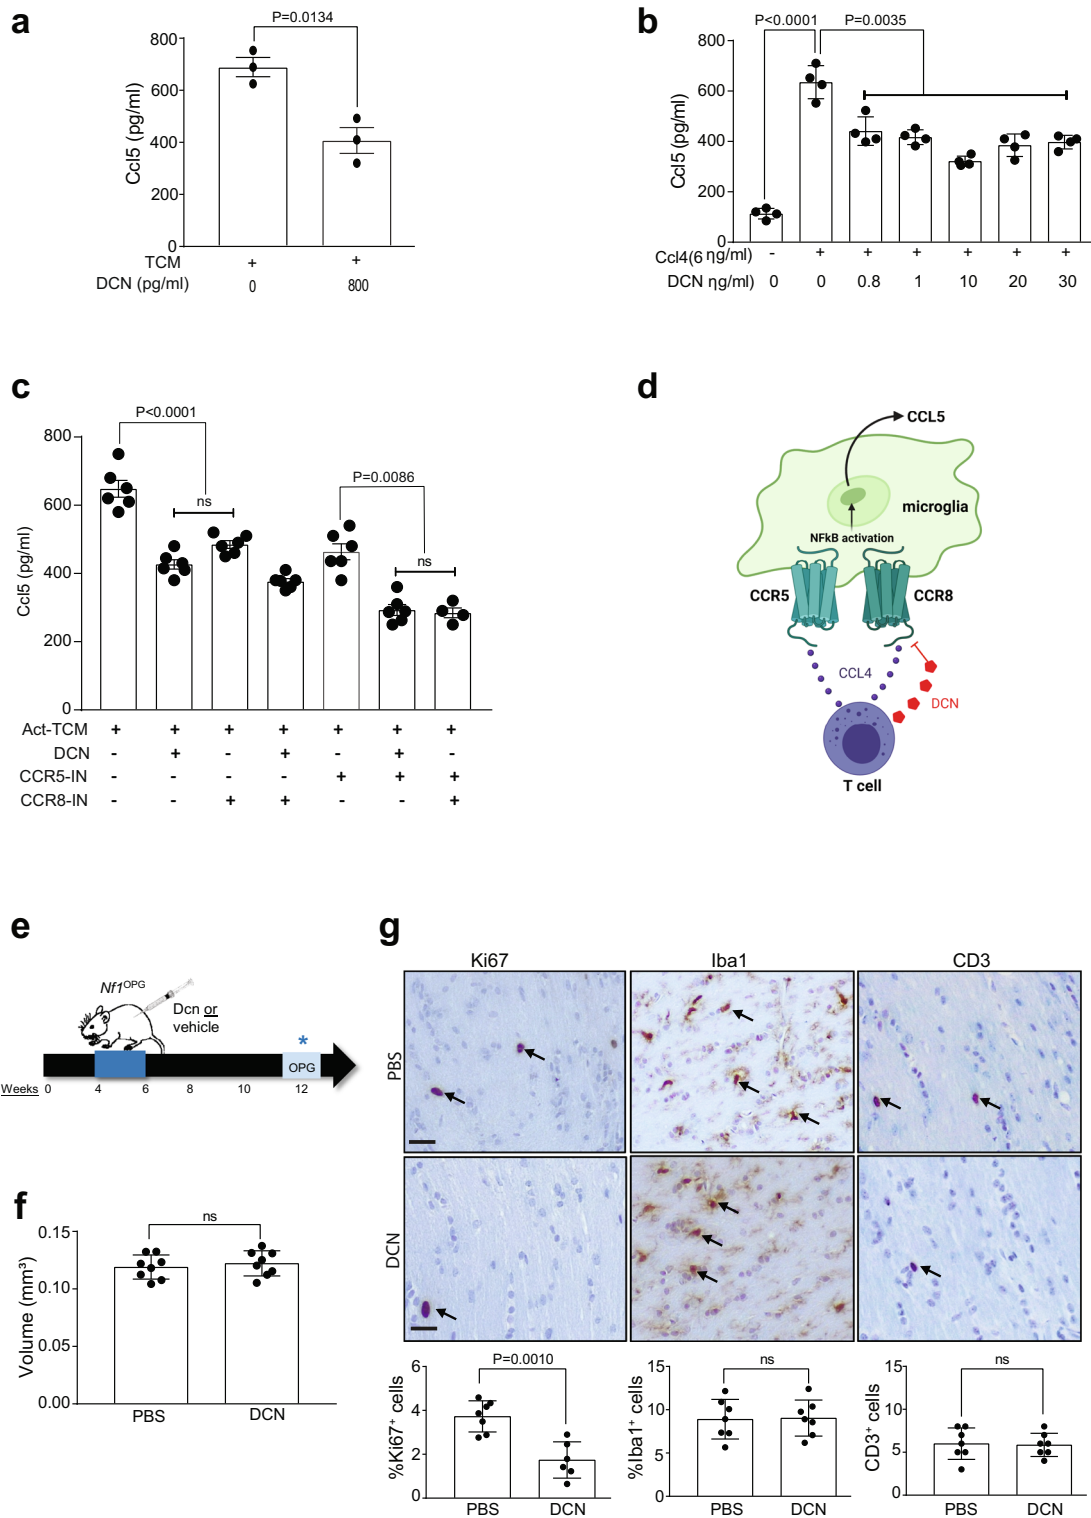 a
P=0.0134
800
600
400
200
0
Ccl5 (pg/ml)
TCM + +
DCN (pg/ml) 0 800
b
P<0.0001 P=0.0035
800
600
400
200
0
Ccl5 (pg/ml)
Ccl4(6 ηg/ml) - + + + + + +
DCN ηg/ml) 0 0 0.8 1 10 20 30
c
P<0.0001
ns
P=0.0086
ns
800
600
400
200
0
Ccl5 (pg/ml)
Act-TCM + + + + + + +
DCN - + - + - + -
CCR5-IN - - - - + + +
CCR8-IN - - + + - - +
d
CCL5
microglia
NFkB activation
CCR5 CCR8
CCL4
DCN
T cell
e
Nf1OPG
Dcn or
vehicle
*
OPG
Weeks 0 4 6 8 10 12
f
ns
0.15
0.10
0.05
0.00
Volume (mm³)
PBS DCN
g
Ki67 Iba1 CD3
PBS
DCN
P=0.0010
6
4
2
0
%Ki67+ cells
PBS DCN
ns
15
10
5
0
%Iba1+ cells
PBS DCN
ns
15
10
5
0
CD3+ cells
PBS DCN